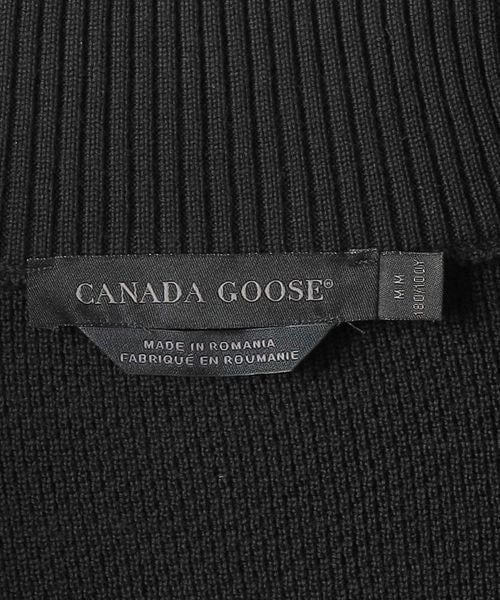 CANADA GOOSE®
M M
180/100Y
MADE IN ROMANIA
FABRIQUÉ EN ROUMANIE